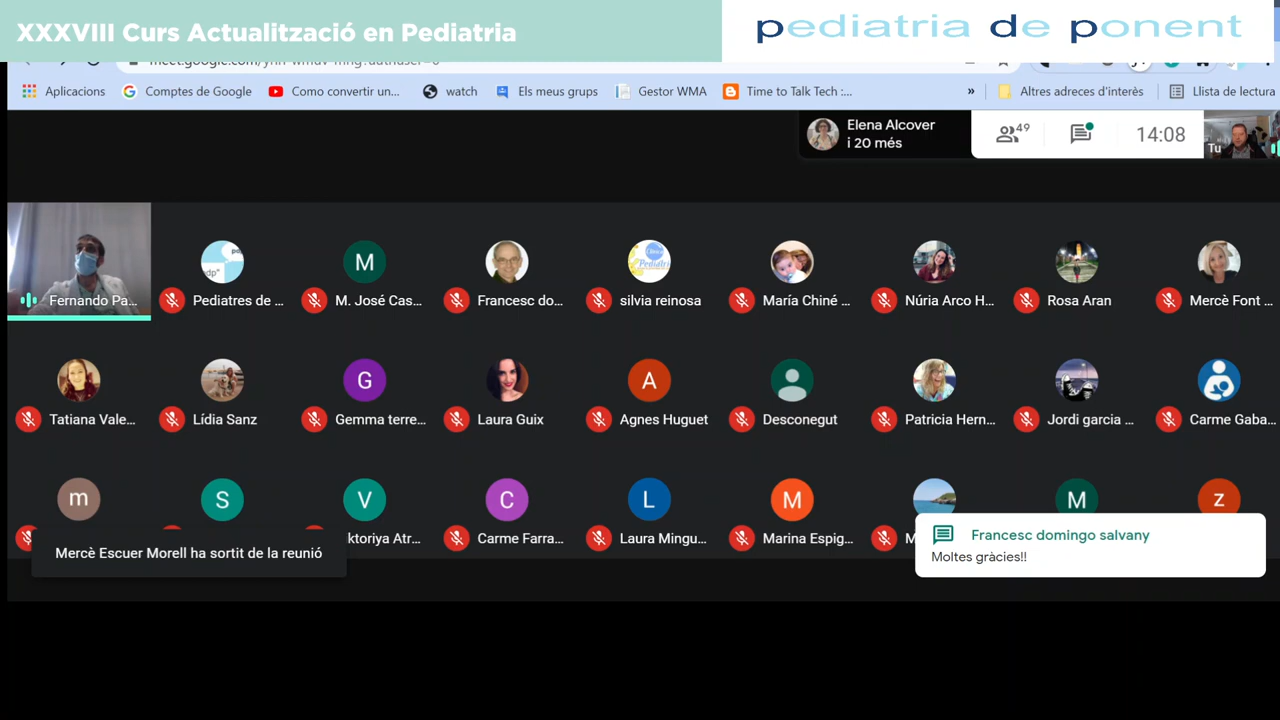 XXXVIII Curs Actualització en Pediatria
pediatria de ponent
Aplicacions
Comptes de Google
Como convertir un...
watch
Els meus grups
Gestor WMA
Time to Talk Tech :...
»
Altres adreces d'interès
Llista de lectura
Elena Alcover
i 20 més
49
14:08
Tu
Fernando Pa...
Pediatres de ...
M
M. José Cas...
Francesc do...
silvia reinosa
María Chiné ...
Núria Arco H...
Rosa Aran
Mercè Font ...
Tatiana Vale...
Lídia Sanz
G
Gemma terre...
Laura Guix
A
Agnes Huguet
Desconegut
Patricia Hern...
Jordi garcia ...
Carme Gaba...
m
S
V
ktoriya Atr...
C
Carme Farra...
L
Laura Mingu...
M
Marina Espig...
M
z
Mercè Escuer Morell ha sortit de la reunió
Francesc domingo salvany
Moltes gràcies!!